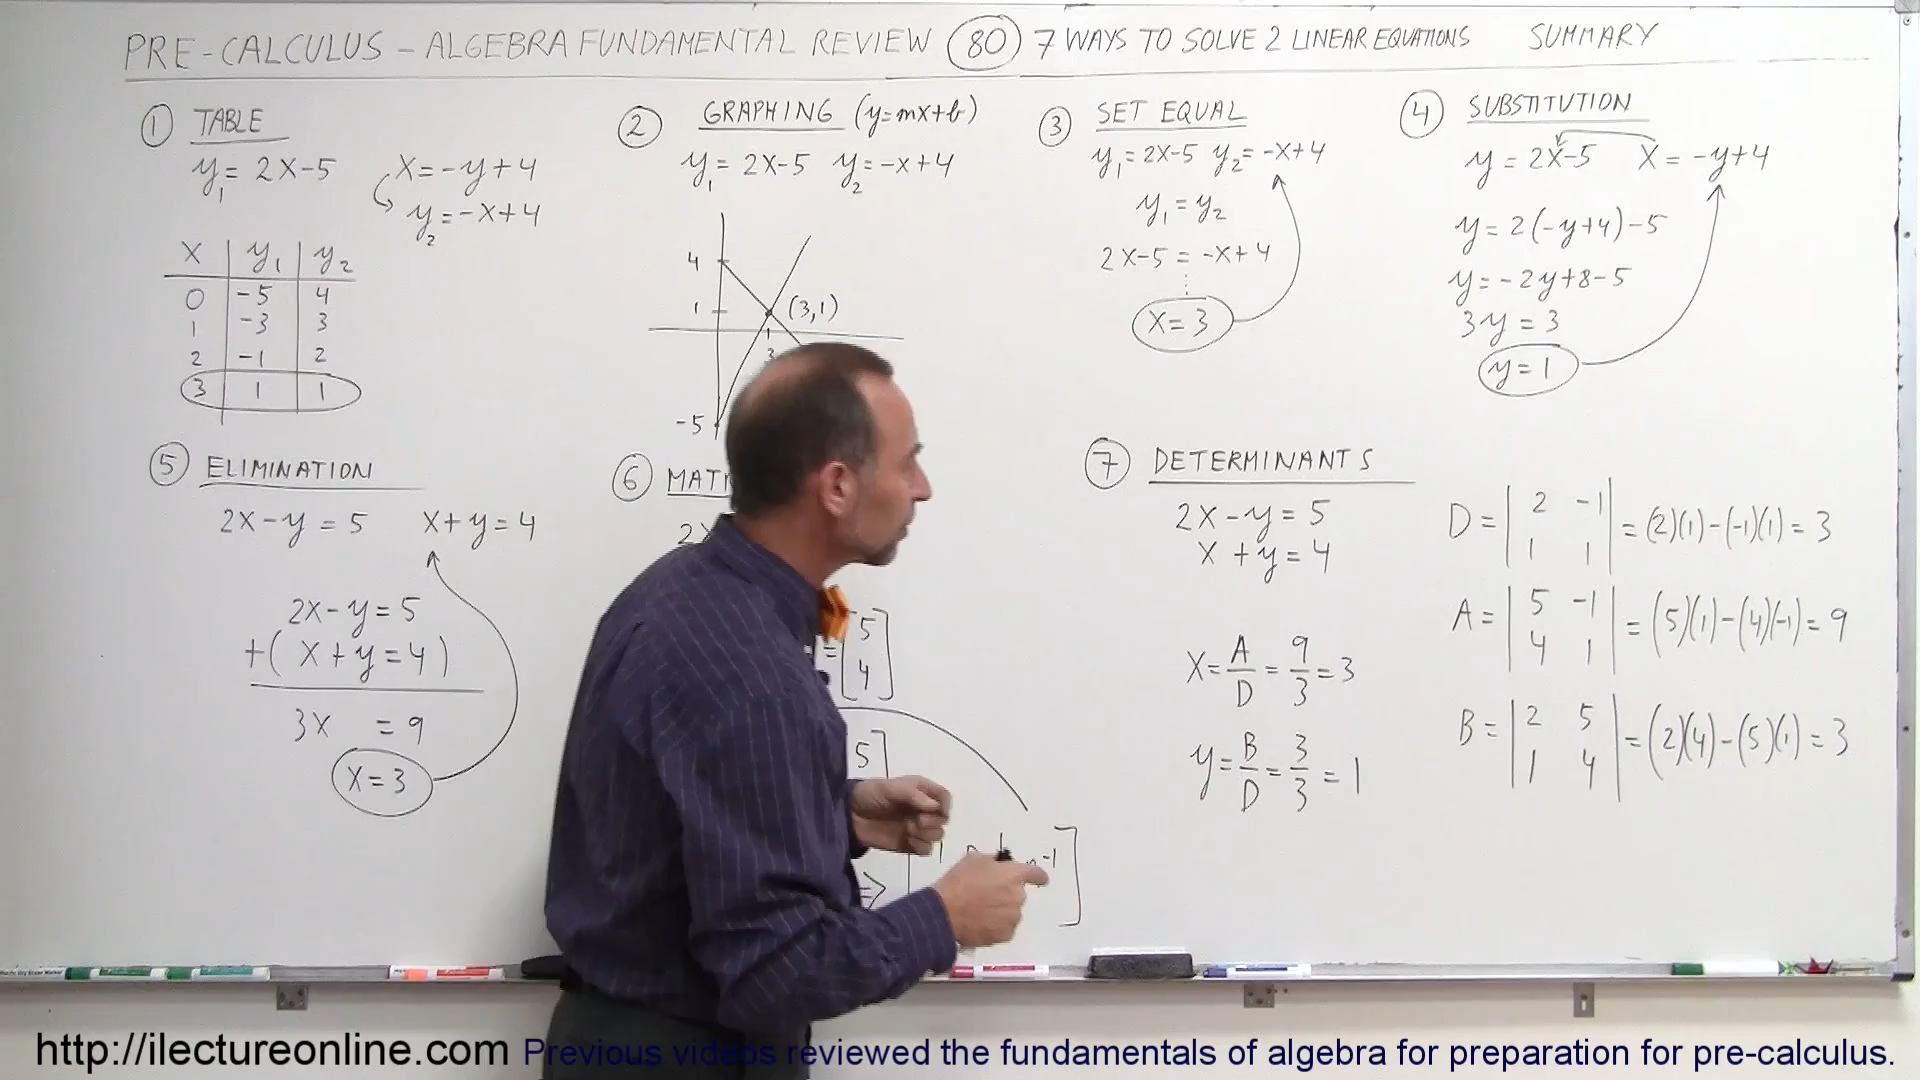 PRE-CALCULUS – ALGEBRA FUNDAMENTAL REVIEW 80 7 WAYS TO SOLVE 2 LINEAR EQUATIONS SUMMARY
① TABLE
y₁ = 2x-5 x = -y+4
y₂ = -x+4
x y₁ y₂
0 -5 4
1 -3 3
2 -1 2
3 1 1
② GRAPHING (y=mx+b)
y₁ = 2x-5 y₂ = -x+4
4
1 (3,1)
3
-5
③ SET EQUAL
y₁ = 2x-5 y₂ = -x+4
y₁ = y₂
2x-5 = -x+4
x = 3
④ SUBSTITUTION
y = 2x-5 x = -y+4
y = 2(-y+4)-5
y = -2y+8-5
3y = 3
y = 1
⑤ ELIMINATION
2x-y = 5 x+y = 4
2x-y = 5
+( x+y = 4 )
3x = 9
x = 3
⑥
= [5
4]
5
⇒
⑦ DETERMINANTS
2x-y = 5
x+y = 4
x = A/D = 9/3 = 3
y = B/D = 3/3 = 1
D = | 2 -1
1 1 | = (2)(1)-(-1)(1) = 3
A = | 5 -1
4 1 | = (5)(1)-(4)(-1) = 9
B = | 2 5
1 4 | = (2)(4)-(5)(1) = 3
http://ilectureonline.com Previous videos reviewed the fundamentals of algebra for preparation for pre-calculus.